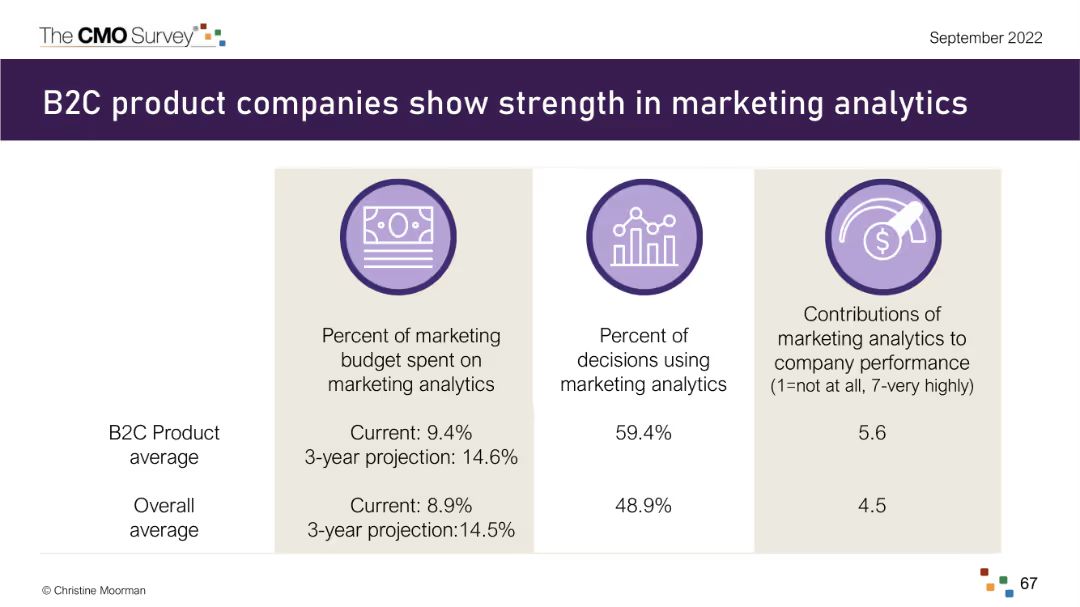 The CMO Survey
September 2022
B2C product companies show strength in marketing analytics
Percent of marketing
budget spent on
marketing analytics
Percent of
decisions using
marketing analytics
Contributions of
marketing analytics to
company performance
(1=not at all, 7-very highly)
B2C Product
average
Current: 9.4%
3-year projection: 14.6%
59.4%
5.6
Overall
average
Current: 8.9%
3-year projection:14.5%
48.9%
4.5
© Christine Moorman
67